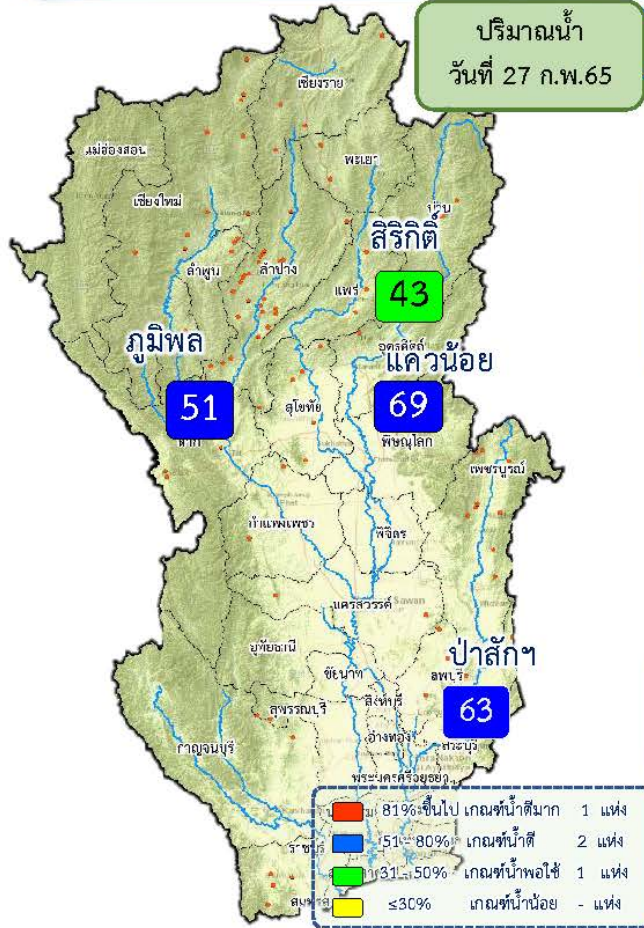 ปริมาณน้ำ
วันที่ 27 ก.พ.65
เชียงราย
แม่ฮ่องสอน
พะเยา
เชียงใหม่
น่าน
สิริกิติ์
ลำพูน
ลำปาง
แพร่
43
ภูมิพล
อุตรดิตถ์
แควน้อย
51
สุโขทัย
69
ตาก
พิษณุโลก
เพชรบูรณ์
กำแพงเพชร
พิจิตร
นครสวรรค์
อุทัยธานี
ป่าสักฯ
ชัยนาท
ลพบุรี
สิงห์บุรี
63
สุพรรณบุรี
อ่างทอง
สระบุรี
กาญจนบุรี
พระนครศรีอยุธยา
81% ขึ้นไป เกณฑ์น้ำดีมาก 1 แห่ง
51 - 80% เกณฑ์น้ำดี 2 แห่ง
31 - 50% เกณฑ์น้ำพอใช้ 1 แห่ง
≤30% เกณฑ์น้ำน้อย - แห่ง